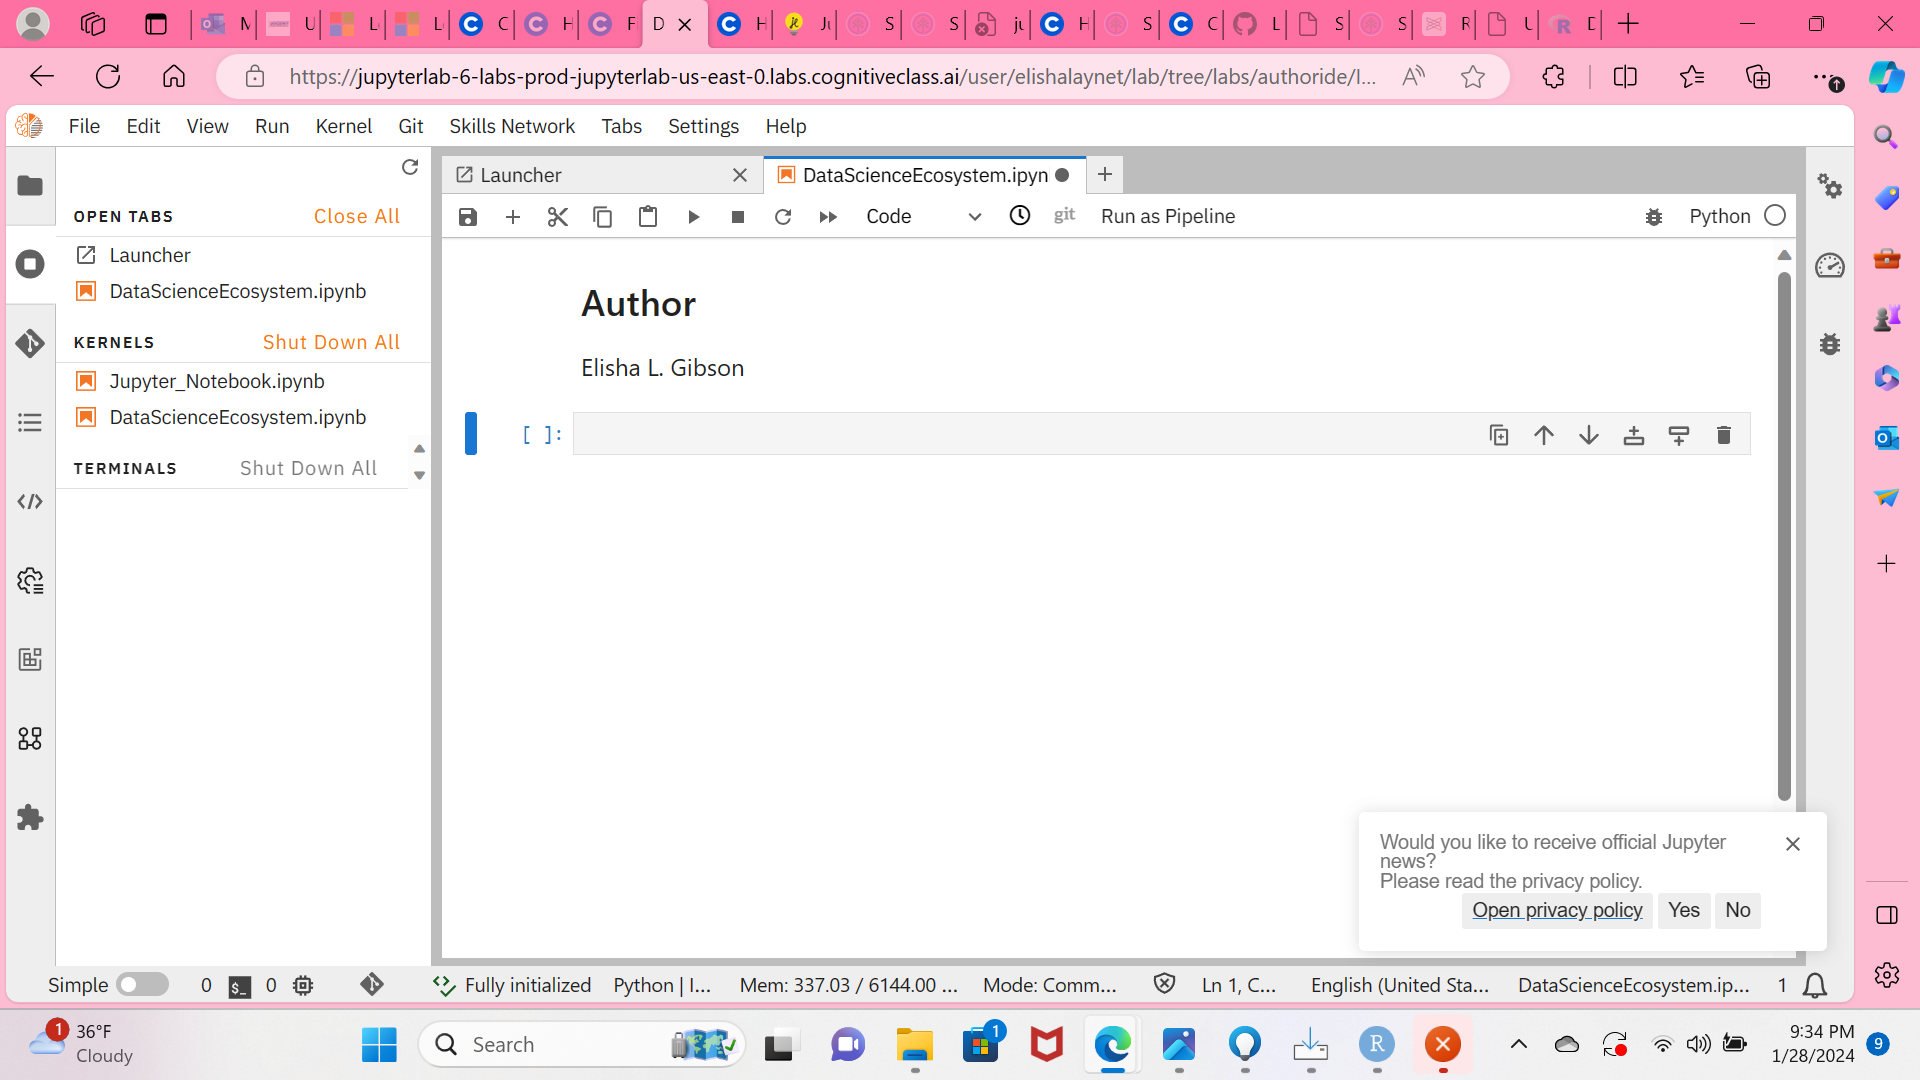 M
U
L
L
C
H
F
D
H
Ju
S
S
ju
H
S
C
L
S
S
R
U
D
https://jupyterlab-6-labs-prod-jupyterlab-us-east-0.labs.cognitiveclass.ai/user/elishalaynet/lab/tree/labs/authoride/I...
File Edit View Run Kernel Git Skills Network Tabs Settings Help
Launcher
DataScienceEcosystem.ipyn
OPEN TABS Close All
Code
git
Run as Pipeline
Python
Launcher
DataScienceEcosystem.ipynb
Author
KERNELS Shut Down All
Elisha L. Gibson
Jupyter_Notebook.ipynb
DataScienceEcosystem.ipynb
[ ]:
TERMINALS Shut Down All
Would you like to receive official Jupyter
news?
Please read the privacy policy.
Open privacy policy Yes No
Simple 0 $_ 0 Fully initialized Python | I... Mem: 337.03 / 6144.00 ... Mode: Comm... Ln 1, C... English (United Sta... DataScienceEcosystem.ip... 1
1 36°F
Cloudy
Search
1
R
9:34 PM
1/28/2024
9